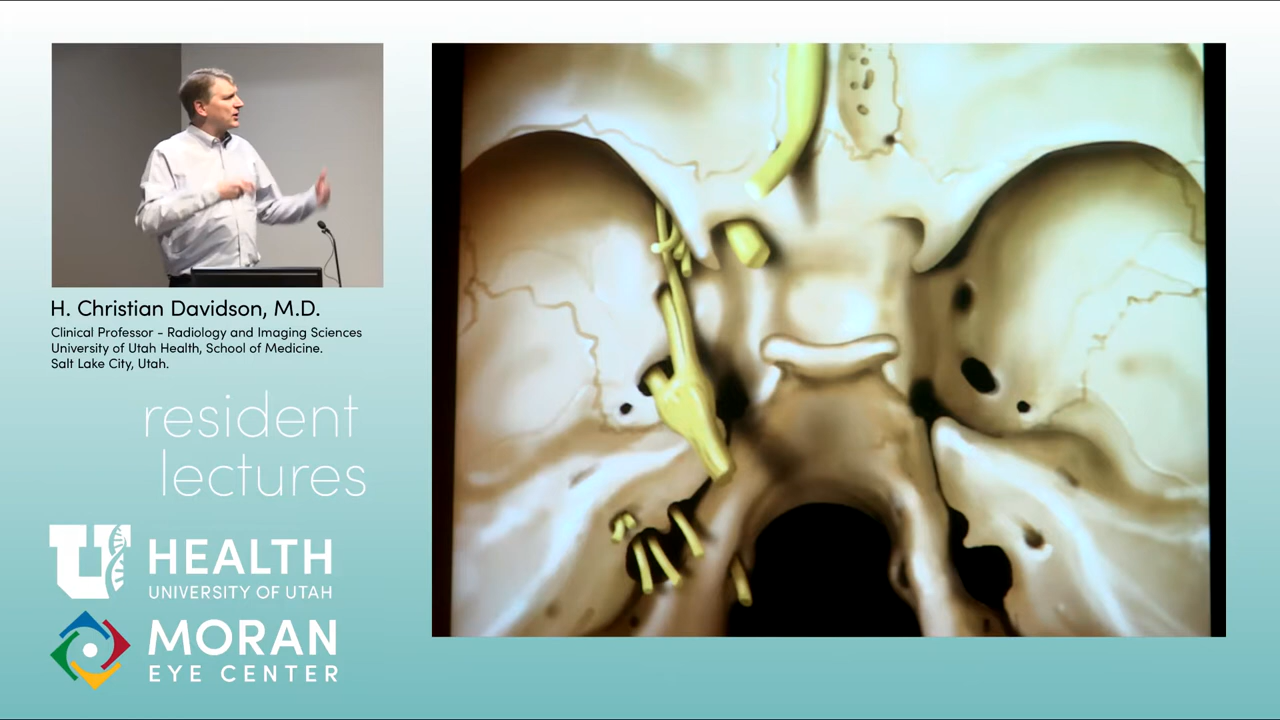 H. Christian Davidson, M.D.
Clinical Professor - Radiology and Imaging Sciences
University of Utah Health, School of Medicine.
Salt Lake City, Utah.
resident
lectures
U HEALTH
UNIVERSITY OF UTAH
MORAN
EYE CENTER